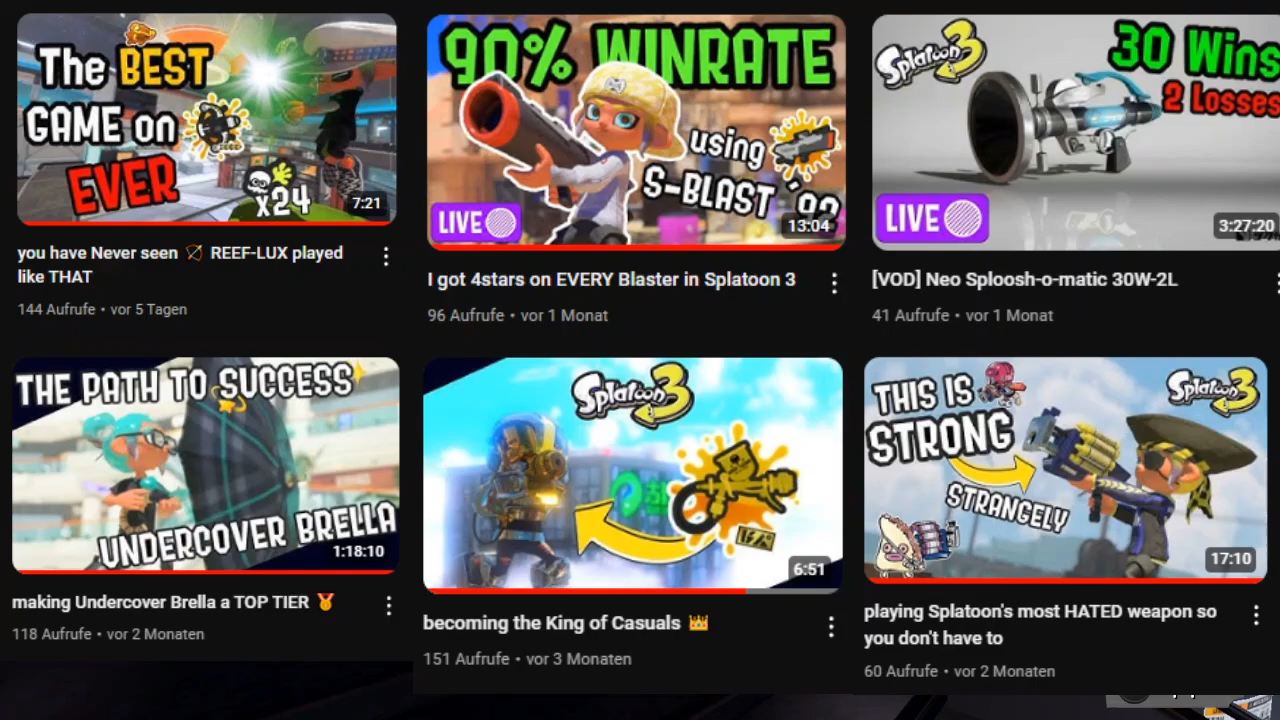 The BEST
GAME on
EVER
x24
7:21
you have Never seen 🏹 REEF-LUX played
like THAT
144 Aufrufe • vor 5 Tagen
90% WINRATE
using
S-BLAST '92
LIVE
13:04
I got 4stars on EVERY Blaster in Splatoon 3
96 Aufrufe • vor 1 Monat
Splatoon 3
30 Wins
2 Losses
LIVE
3:27:20
[VOD] Neo Sploosh-o-matic 30W-2L
41 Aufrufe • vor 1 Monat
THE PATH TO SUCCESS
UNDERCOVER BRELLA
1:18:10
making Undercover Brella a TOP TIER 🏅
118 Aufrufe • vor 2 Monaten
Splatoon 3
6:51
becoming the King of Casuals 👑
151 Aufrufe • vor 3 Monaten
THIS IS
STRONG
STRANGELY
Splatoon 3
17:10
playing Splatoon's most HATED weapon so
you don't have to
60 Aufrufe • vor 2 Monaten